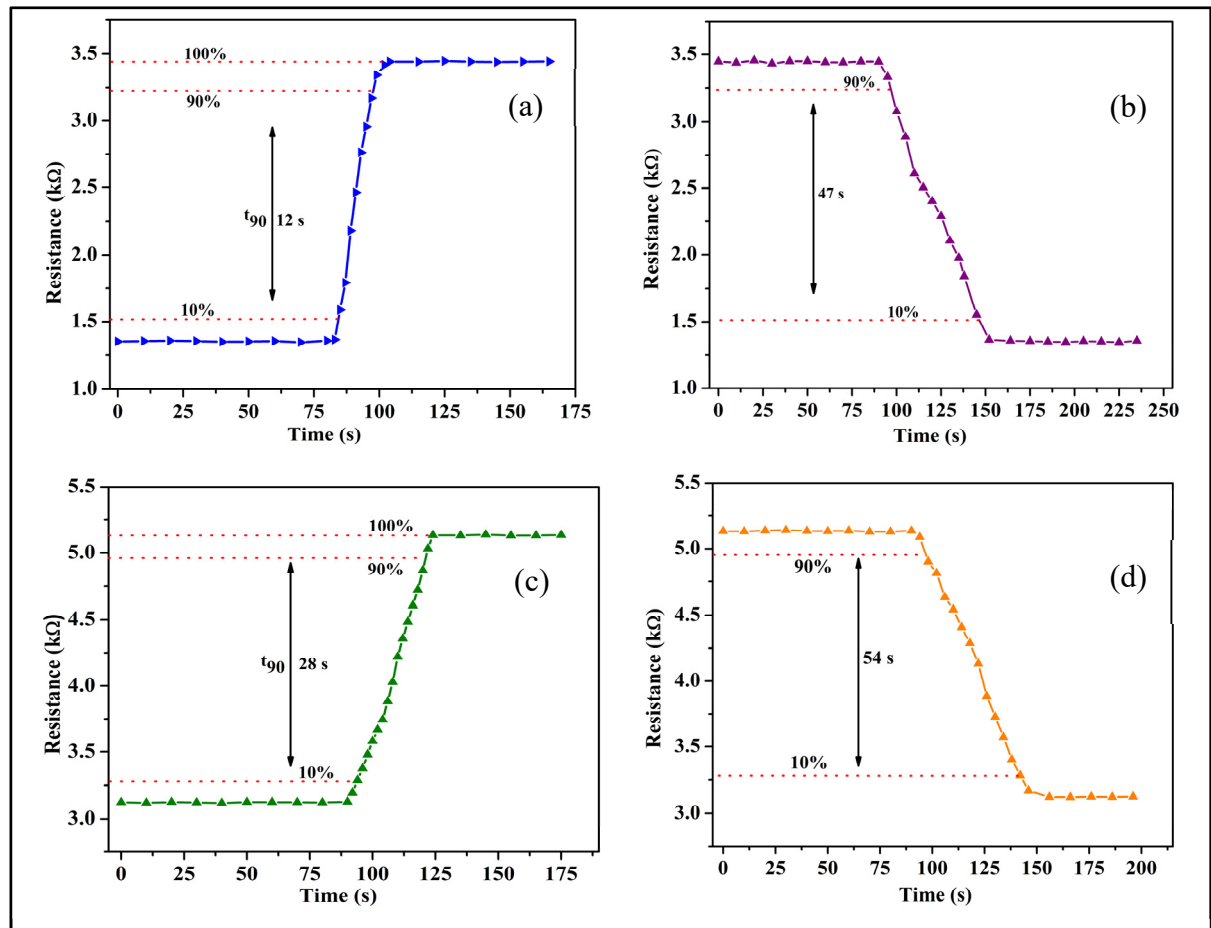 100%
90%
(a)
t90 12 s
10%
3.5
3.0
2.5
2.0
1.5
1.0
Resistance (kΩ)
0 25 50 75 100 125 150 175
Time (s)
90%
(b)
47 s
10%
3.5
3.0
2.5
2.0
1.5
1.0
Resistance (kΩ)
0 25 50 75 100 125 150 175 200 225 250
Time (s)
100%
90%
(c)
t90 28 s
10%
5.5
5.0
4.5
4.0
3.5
3.0
Resistance (kΩ)
0 25 50 75 100 125 150 175
Time (s)
90%
(d)
54 s
10%
5.5
5.0
4.5
4.0
3.5
3.0
Resistance (kΩ)
0 25 50 75 100 125 150 175 200
Time (s)